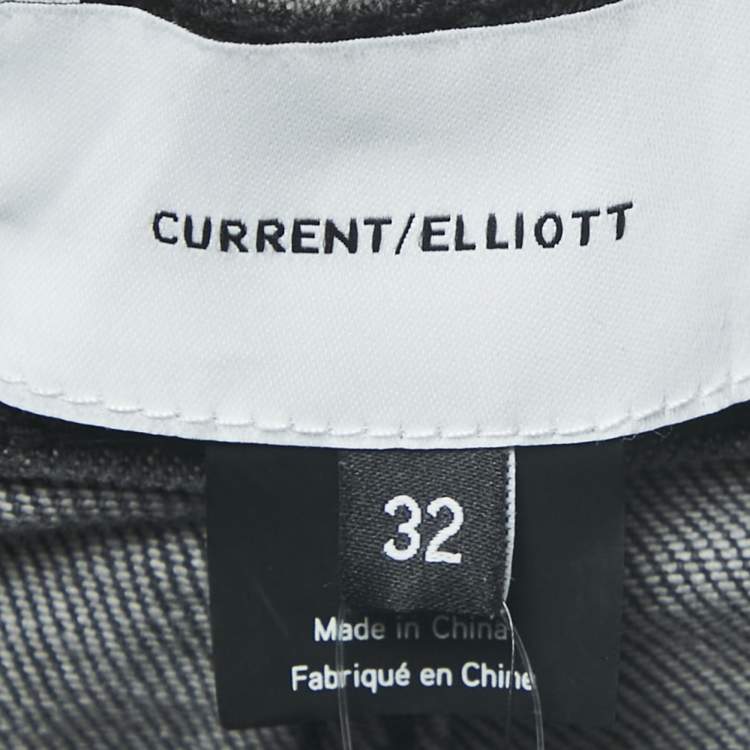 CURRENT/ELLIOTT
32
Made in China
Fabriqué en Chine